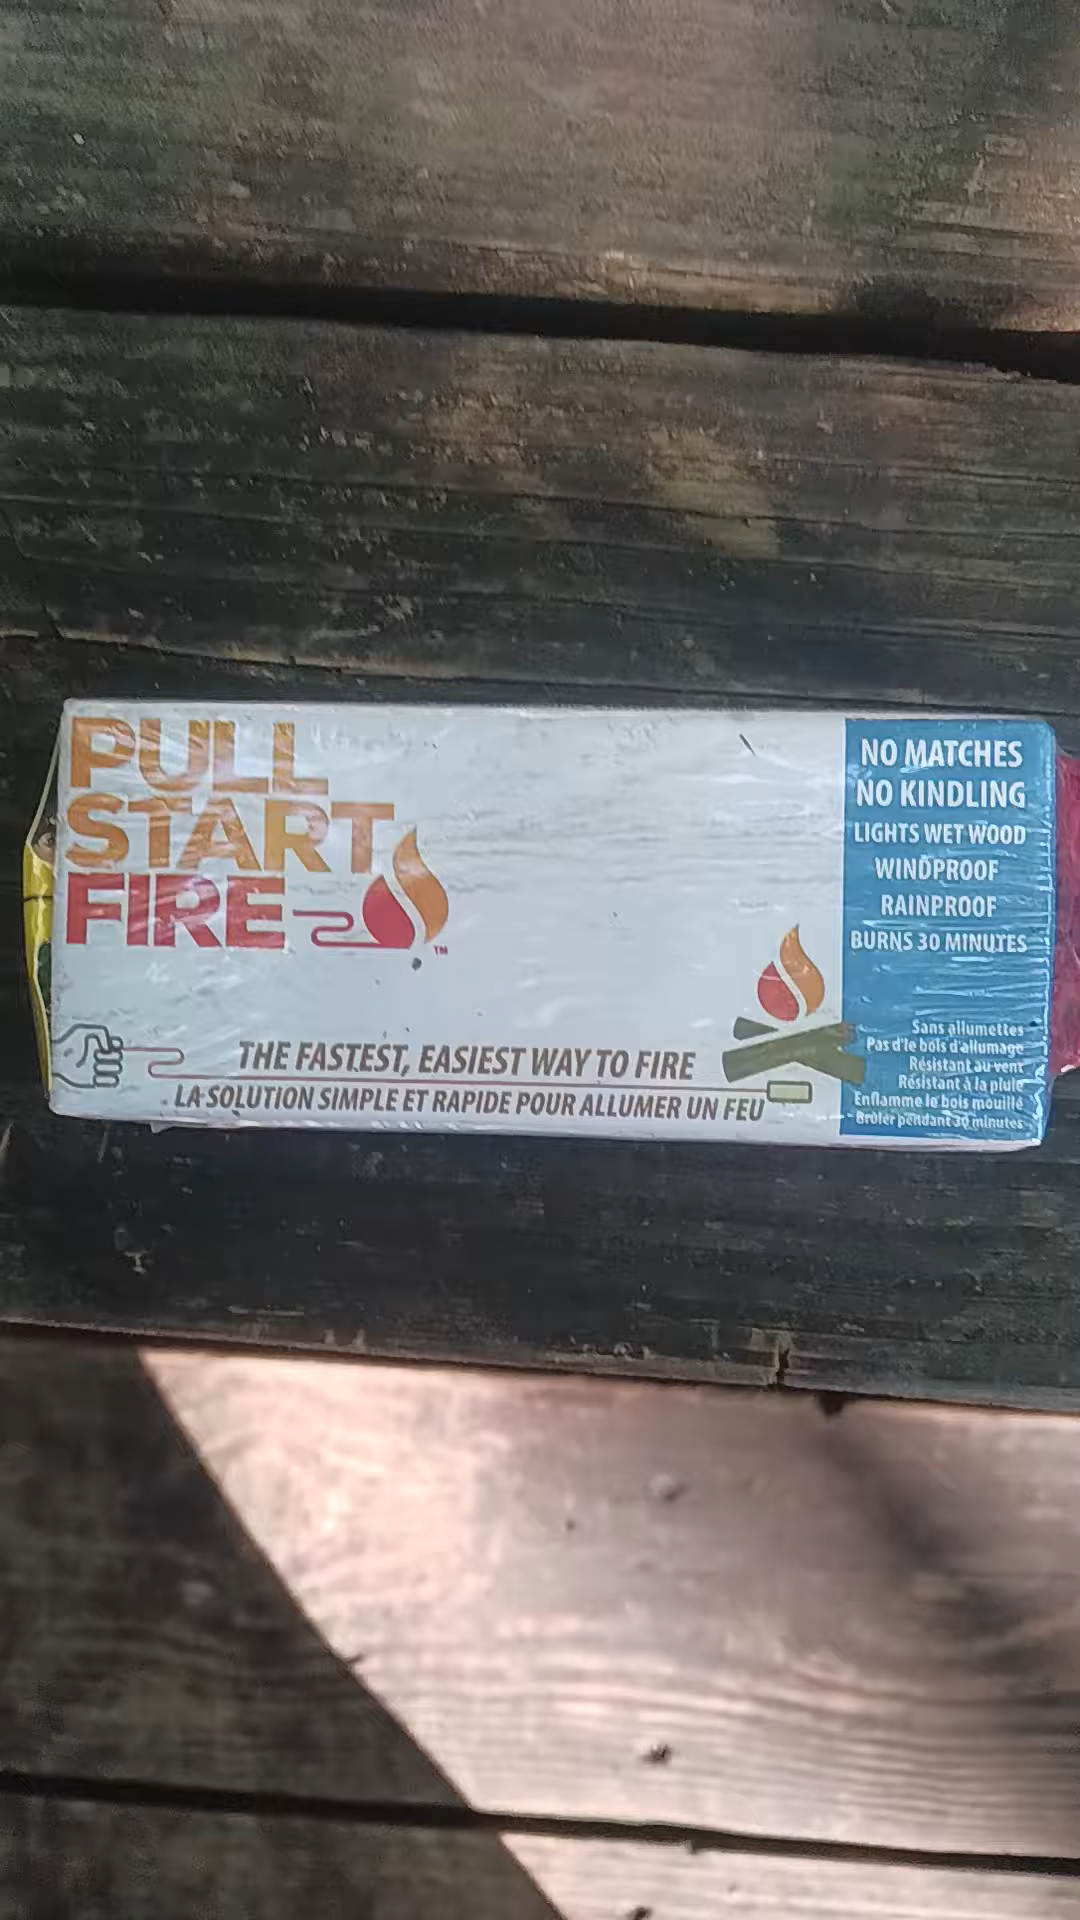 PULL
START
FIRE
TM
THE FASTEST, EASIEST WAY TO FIRE
LA SOLUTION SIMPLE ET RAPIDE POUR ALLUMER UN FEU
NO MATCHES
NO KINDLING
LIGHTS WET WOOD
WINDPROOF
RAINPROOF
BURNS 30 MINUTES
Sans allumettes
Pas d'le bois d'allumage
Résistant au vent
Résistant à la pluie
Enflamme le bois mouillé
Brûler pendant 30 minutes